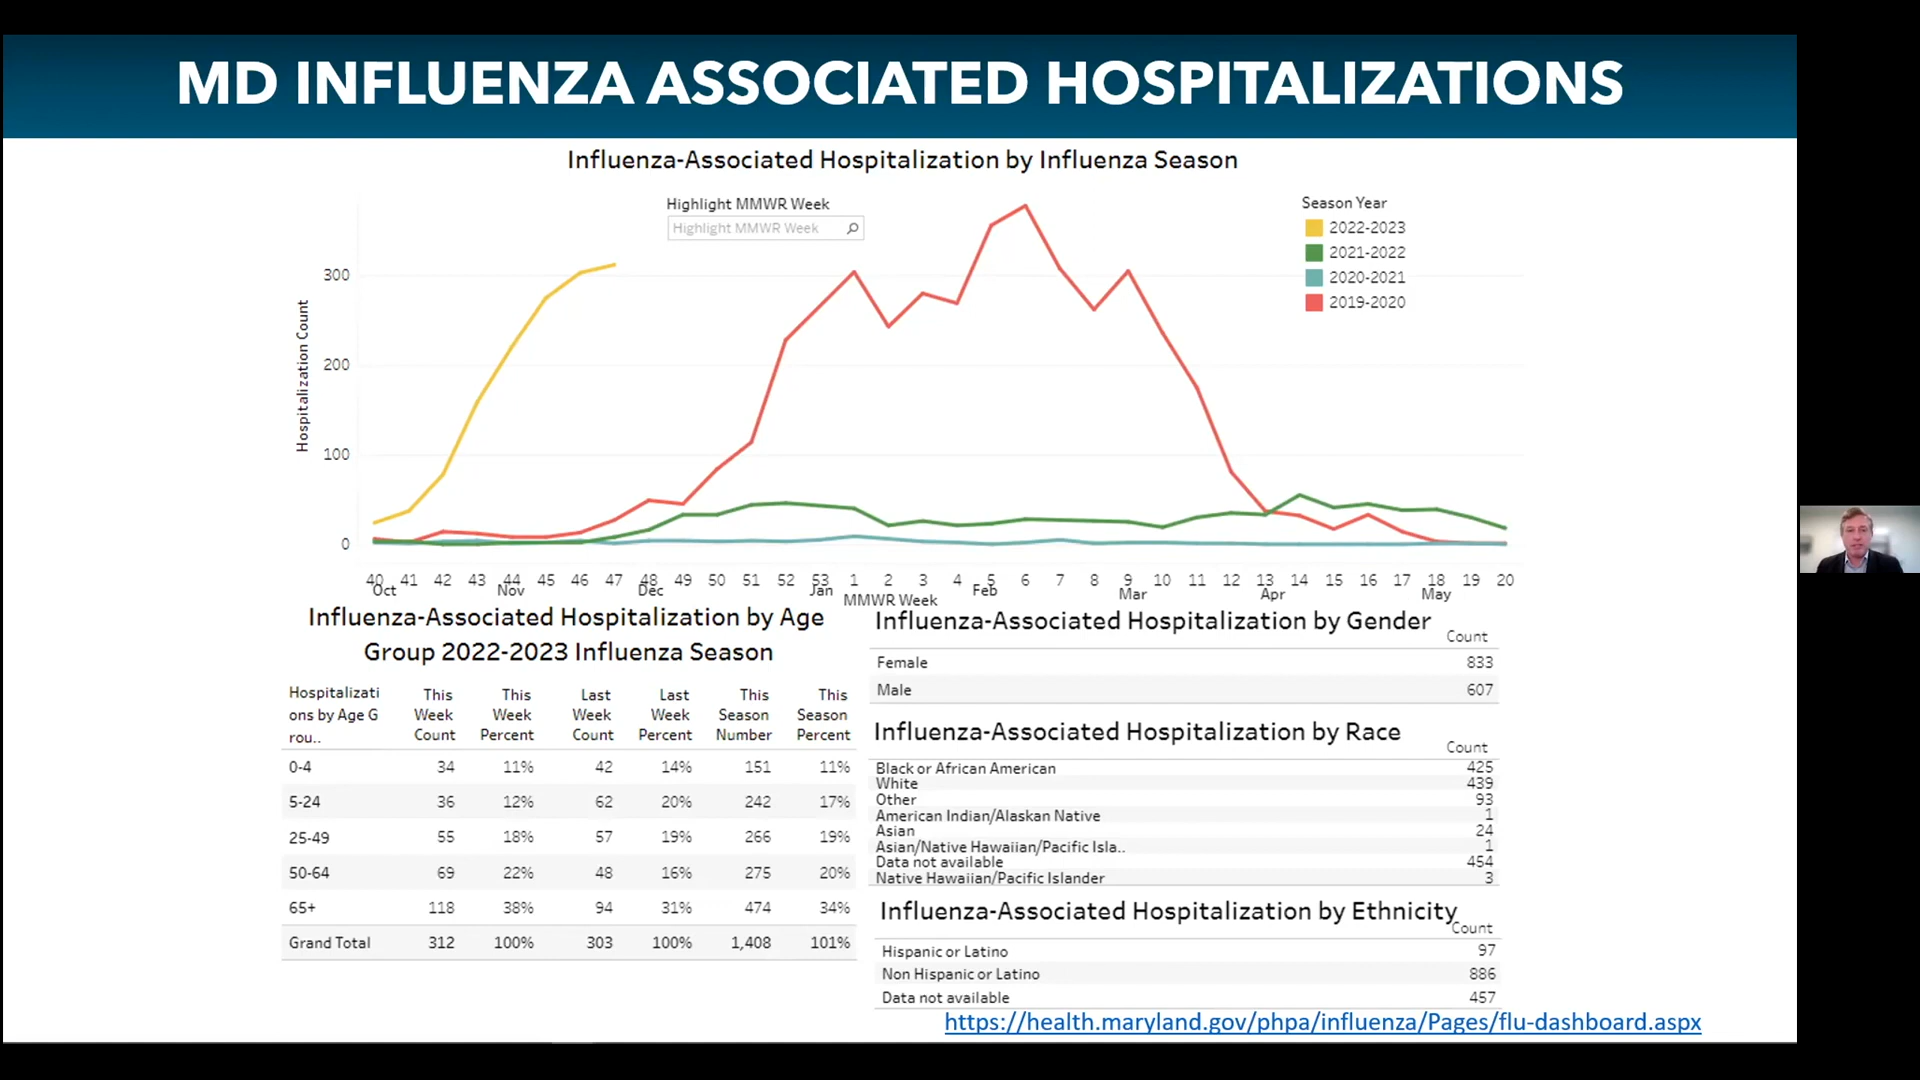 MD INFLUENZA ASSOCIATED HOSPITALIZATIONS
Influenza-Associated Hospitalization by Influenza Season
Highlight MMWR Week
Highlight MMWR Week
Season Year
2022-2023
2021-2022
2020-2021
2019-2020
Hospitalization Count
300
200
100
0
40 41 42 43 44 45 46 47 48 49 50 51 52 53 1 2 3 4 5 6 7 8 9 10 11 12 13 14 15 16 17 18 19 20
Oct Nov Dec Jan Feb Mar Apr May
MMWR Week
Influenza-Associated Hospitalization by Age
Group 2022-2023 Influenza Season
Hospitalizati
ons by Age G
rou..
This Week Count
This Week Percent
Last Week Count
Last Week Percent
This Season Number
This Season Percent
0-4 34 11% 42 14% 151 11%
5-24 36 12% 62 20% 242 17%
25-49 55 18% 57 19% 266 19%
50-64 69 22% 48 16% 275 20%
65+ 118 38% 94 31% 474 34%
Grand Total 312 100% 303 100% 1,408 101%
Influenza-Associated Hospitalization by Gender
Count
Female 833
Male 607
Influenza-Associated Hospitalization by Race
Count
Black or African American 425
White 439
Other 93
American Indian/Alaskan Native 1
Asian 24
Asian/Native Hawaiian/Pacific Isla.. 1
Data not available 454
Native Hawaiian/Pacific Islander 3
Influenza-Associated Hospitalization by Ethnicity
Count
Hispanic or Latino 97
Non Hispanic or Latino 886
Data not available 457
https://health.maryland.gov/phpa/influenza/Pages/flu-dashboard.aspx